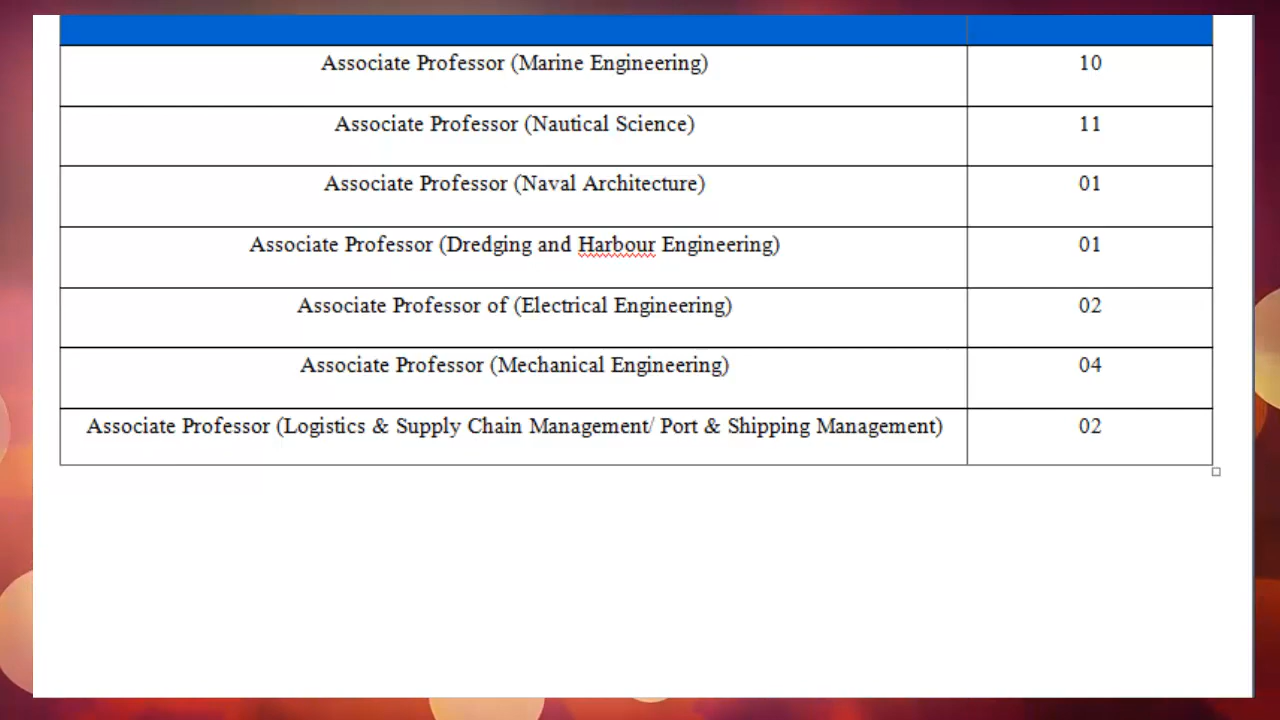 Associate Professor (Marine Engineering) 10
Associate Professor (Nautical Science) 11
Associate Professor (Naval Architecture) 01
Associate Professor (Dredging and Harbour Engineering) 01
Associate Professor of (Electrical Engineering) 02
Associate Professor (Mechanical Engineering) 04
Associate Professor (Logistics & Supply Chain Management/ Port & Shipping Management) 02